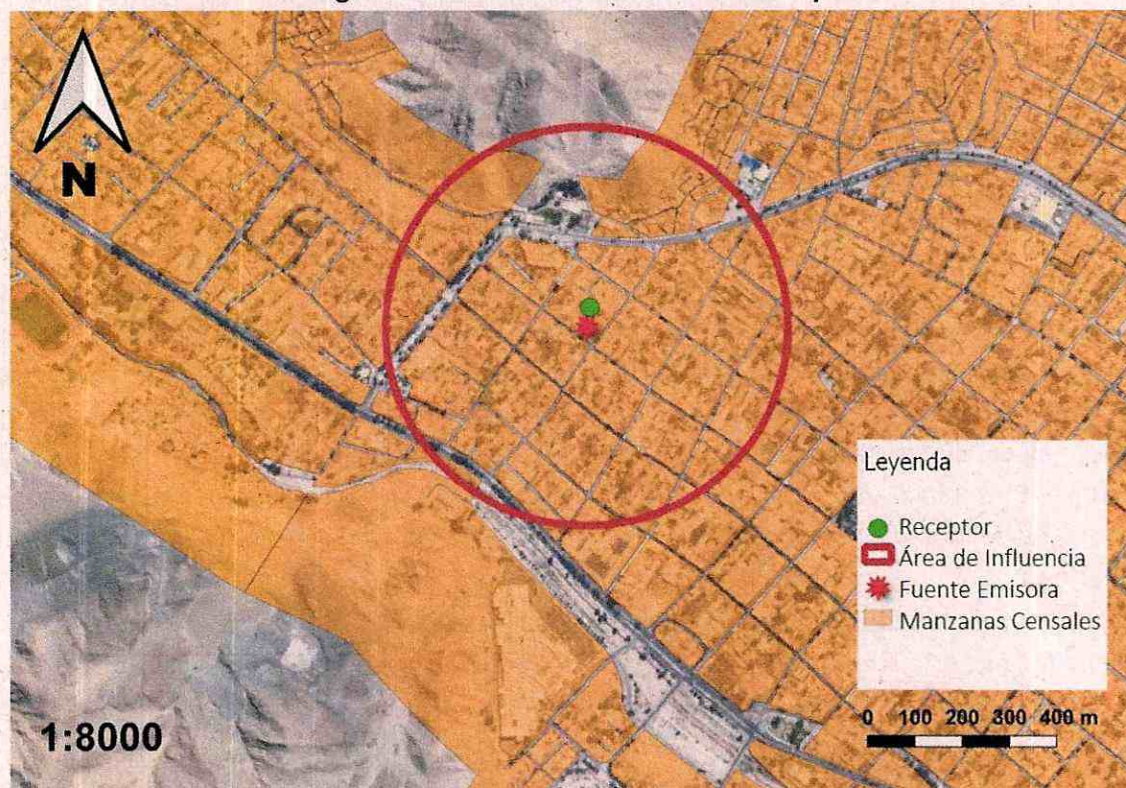 N
Leyenda
Receptor
Área de Influencia
Fuente Emisora
Manzanas Censales
0 100 200 300 400 m
1:8000